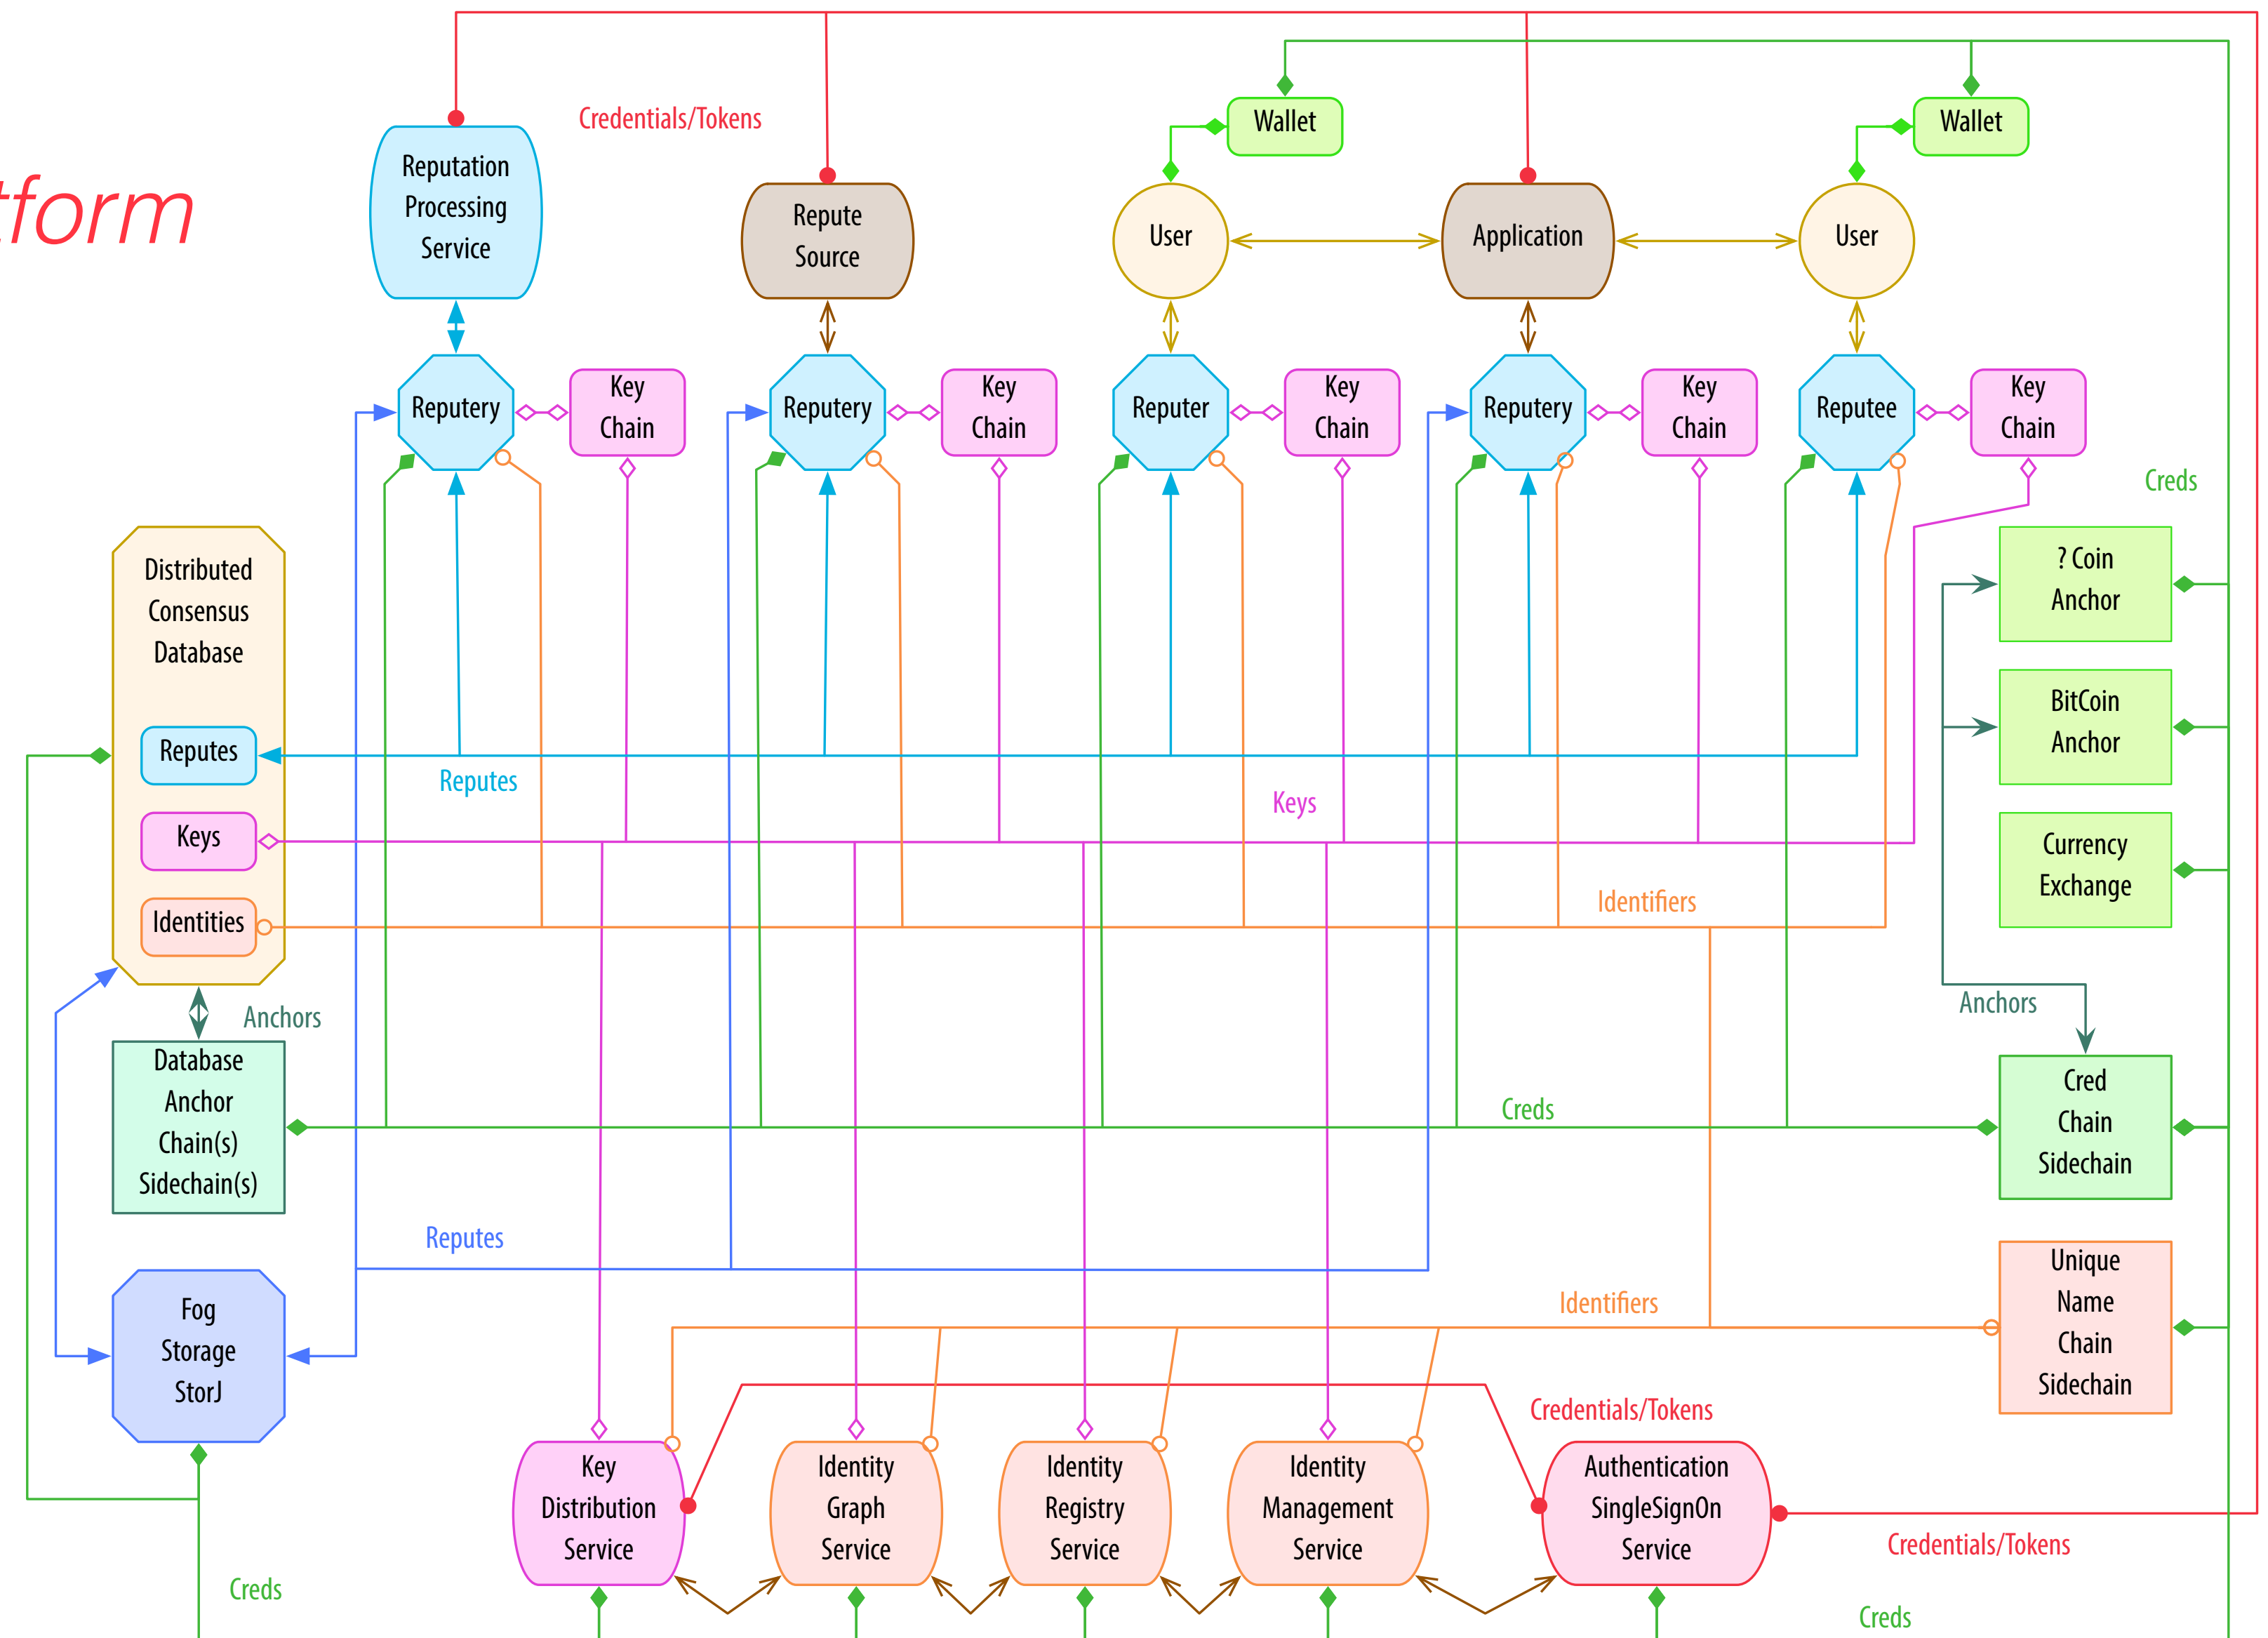 tform
Credentials/Tokens
Wallet
Wallet
Reputation
Processing
Service
Repute
Source
User
Application
User
Reputery
Key
Chain
Reputery
Key
Chain
Reputer
Key
Chain
Reputery
Key
Chain
Reputee
Key
Chain
Creds
Distributed
Consensus
Database
? Coin
Anchor
BitCoin
Anchor
Reputes
Reputes
Keys
Keys
Currency
Exchange
Identities
Identifiers
Anchors
Anchors
Database
Anchor
Chain(s)
Sidechain(s)
Creds
Cred
Chain
Sidechain
Reputes
Unique
Name
Chain
Sidechain
Identifiers
Fog
Storage
StorJ
Credentials/Tokens
Key
Distribution
Service
Identity
Graph
Service
Identity
Registry
Service
Identity
Management
Service
Authentication
SingleSignOn
Service
Credentials/Tokens
Creds
Creds